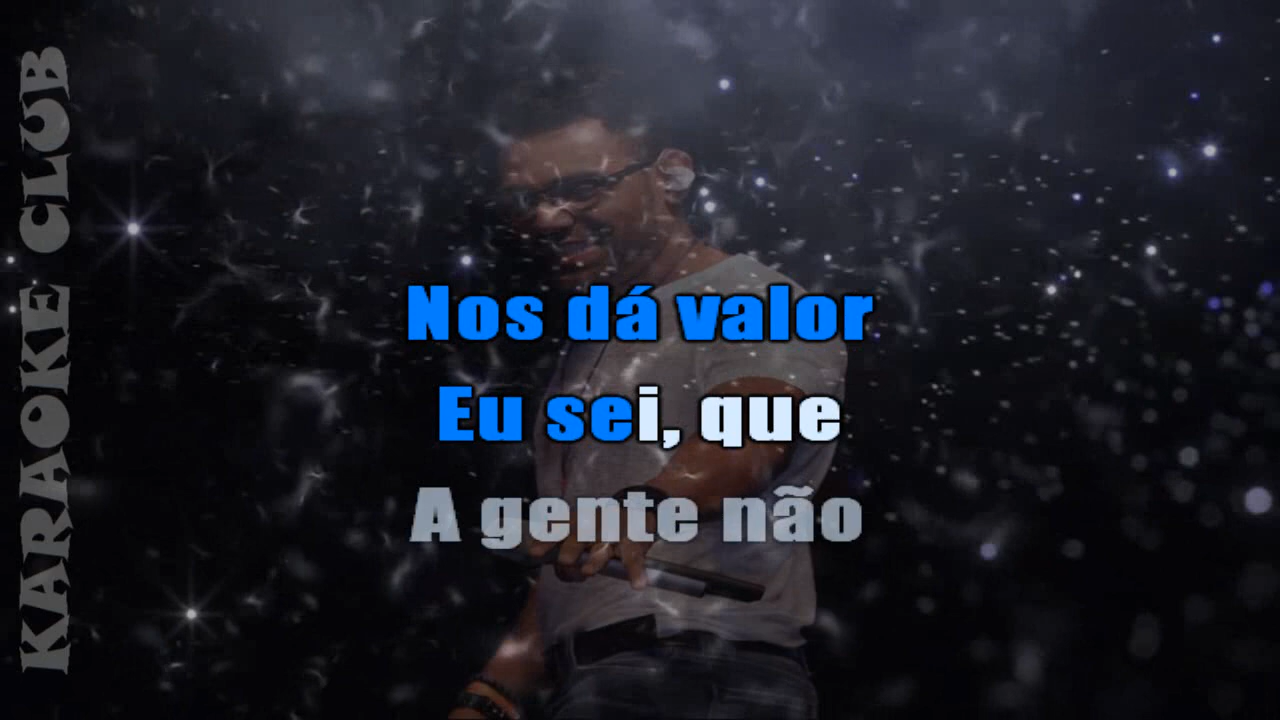 KARAOKE CLUB
Nos dá valor
Eu sei, que
A gente não